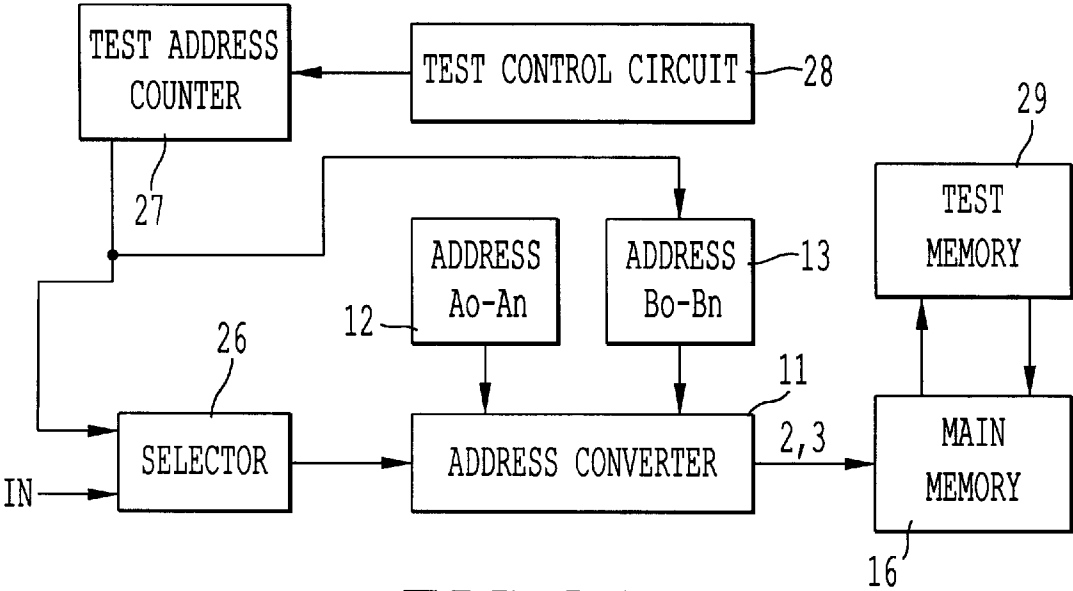 TEST ADDRESS
COUNTER
27
TEST CONTROL CIRCUIT
28
29
TEST
MEMORY
ADDRESS
Ao-An
12
ADDRESS
Bo-Bn
13
26
SELECTOR
IN
11
ADDRESS CONVERTER
2,3
MAIN
MEMORY
16